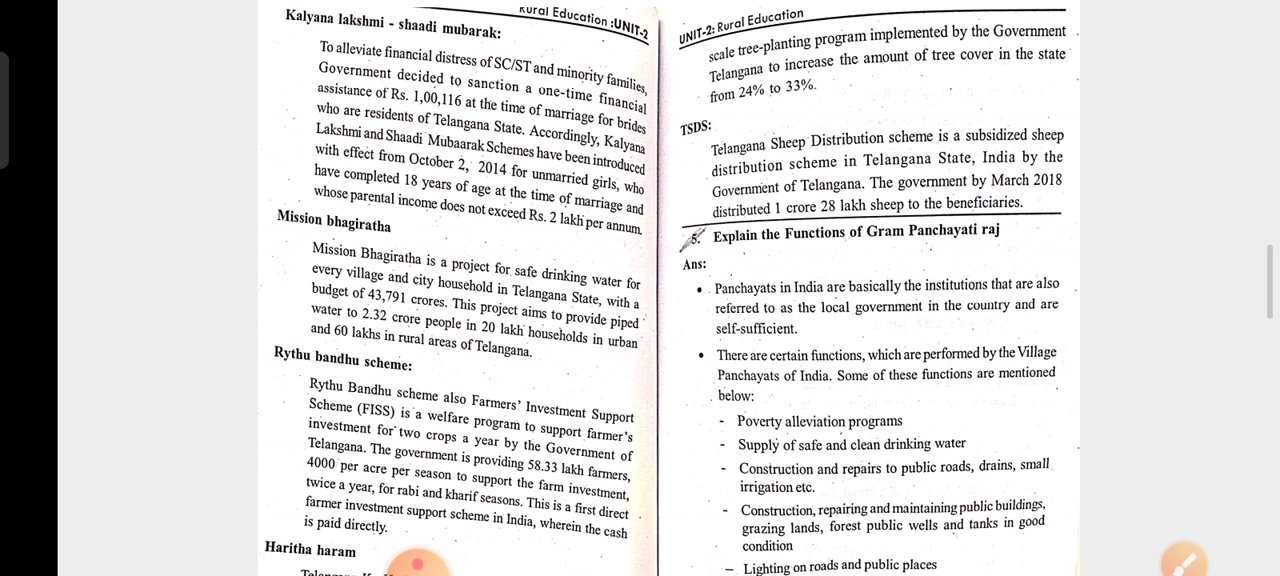 Rural Education :UNIT-2
Kalyana lakshmi - shaadi mubarak:
To alleviate financial distress of SC/ST and minority families,
Government decided to sanction a one-time financial
assistance of Rs. 1,00,116 at the time of marriage for brides
who are residents of Telangana State. Accordingly, Kalyana
Lakshmi and Shaadi Mubaarak Schemes have been introduced
with effect from October 2, 2014 for unmarried girls, who
have completed 18 years of age at the time of marriage and
whose parental income does not exceed Rs. 2 lakh per annum.
Mission bhagiratha
Mission Bhagiratha is a project for safe drinking water for
every village and city household in Telangana State, with a
budget of 43,791 crores. This project aims to provide piped
water to 2.32 crore people in 20 lakh households in urban
and 60 lakhs in rural areas of Telangana.
Rythu bandhu scheme:
Rythu Bandhu scheme also Farmers' Investment Support
Scheme (FISS) is a welfare program to support farmer's
investment for two crops a year by the Government of
Telangana. The government is providing 58.33 lakh farmers,
4000 per acre per season to support the farm investment,
twice a year, for rabi and kharif seasons. This is a first direct
farmer investment support scheme in India, wherein the cash
is paid directly.
Haritha haram
UNIT-2: Rural Education
scale tree-planting program implemented by the Government
Telangana to increase the amount of tree cover in the state
from 24% to 33%.
TSDS:
Telangana Sheep Distribution scheme is a subsidized sheep
distribution scheme in Telangana State, India by the
Government of Telangana. The government by March 2018
distributed 1 crore 28 lakh sheep to the beneficiaries.
5. Explain the Functions of Gram Panchayati raj
Ans:
• Panchayats in India are basically the institutions that are also
referred to as the local government in the country and are
self-sufficient.
• There are certain functions, which are performed by the Village
Panchayats of India. Some of these functions are mentioned
below:
- Poverty alleviation programs
- Supply of safe and clean drinking water
- Construction and repairs to public roads, drains, small
irrigation etc.
- Construction, repairing and maintaining public buildings,
grazing lands, forest public wells and tanks in good
condition
– Lighting on roads and public places